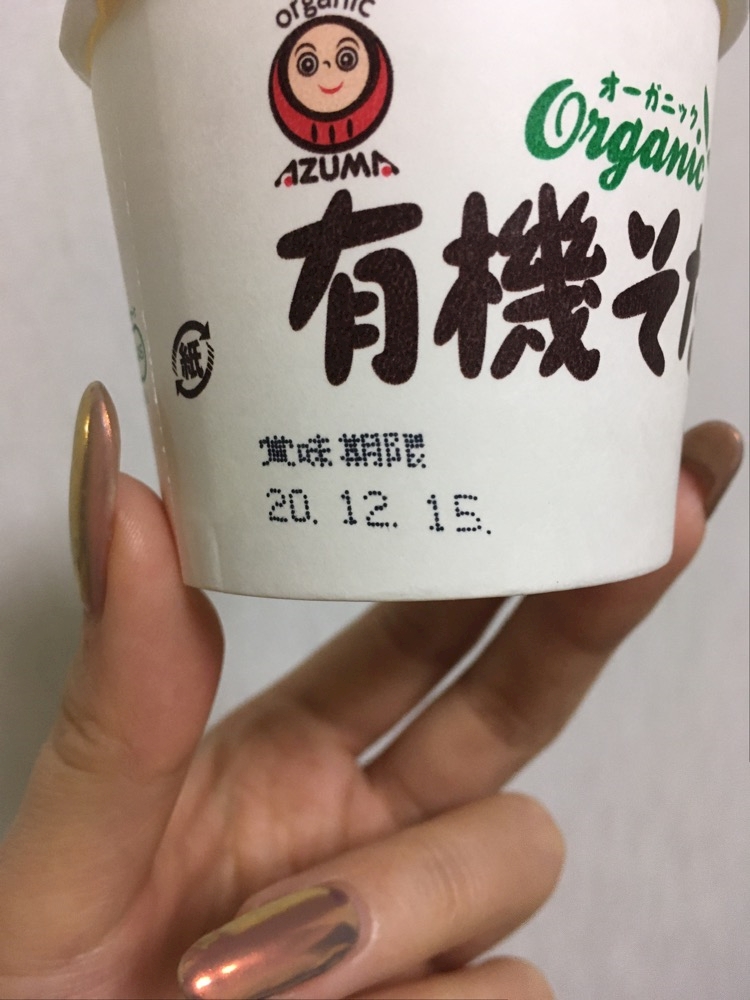 organic
AZUMA
オーガニック
Organic
有機そ
紙
賞味期限
20. 12. 15.